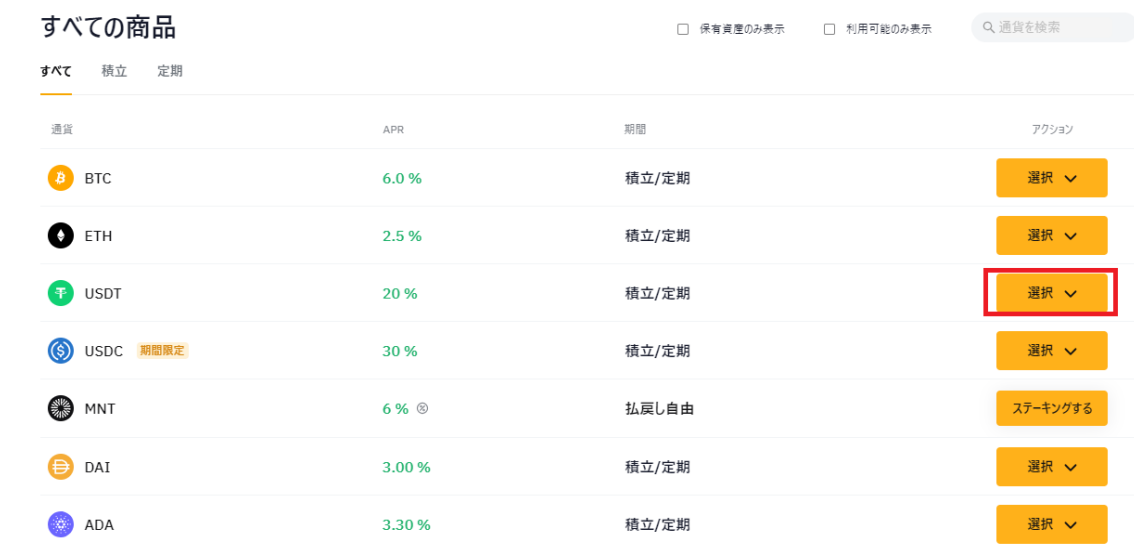 すべての商品
保有資産のみ表示 利用可能のみ表示 通貨を検索
すべて 積立 定期
通貨 APR 期間 アクション
BTC 6.0 % 積立/定期 選択
ETH 2.5 % 積立/定期 選択
USDT 20 % 積立/定期 選択
USDC 期間限定 30 % 積立/定期 選択
MNT 6 % 払戻し自由 ステーキングする
DAI 3.00 % 積立/定期 選択
ADA 3.30 % 積立/定期 選択